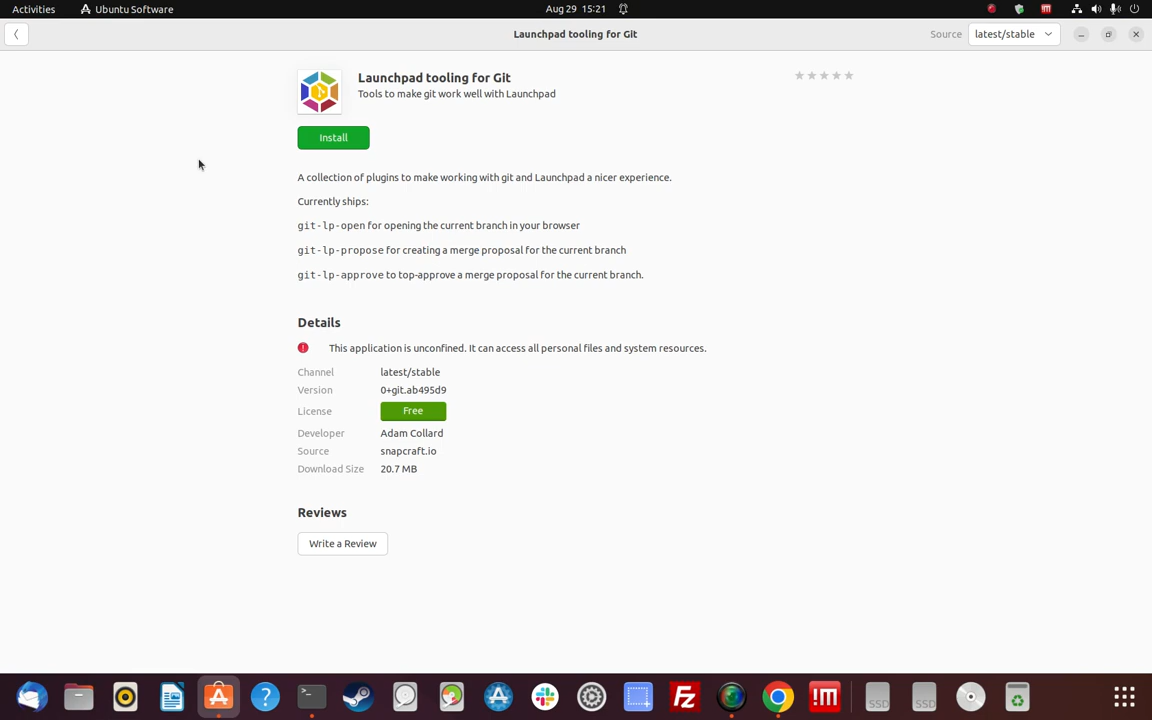 Activities Ubuntu Software Aug 29 15:21
Launchpad tooling for Git Source latest/stable
Launchpad tooling for Git
Tools to make git work well with Launchpad
Install
A collection of plugins to make working with git and Launchpad a nicer experience.
Currently ships:
git-lp-open for opening the current branch in your browser
git-lp-propose for creating a merge proposal for the current branch
git-lp-approve to top-approve a merge proposal for the current branch.
Details
This application is unconfined. It can access all personal files and system resources.
Channel latest/stable
Version 0+git.ab495d9
License Free
Developer Adam Collard
Source snapcraft.io
Download Size 20.7 MB
Reviews
Write a Review
SSD SSD